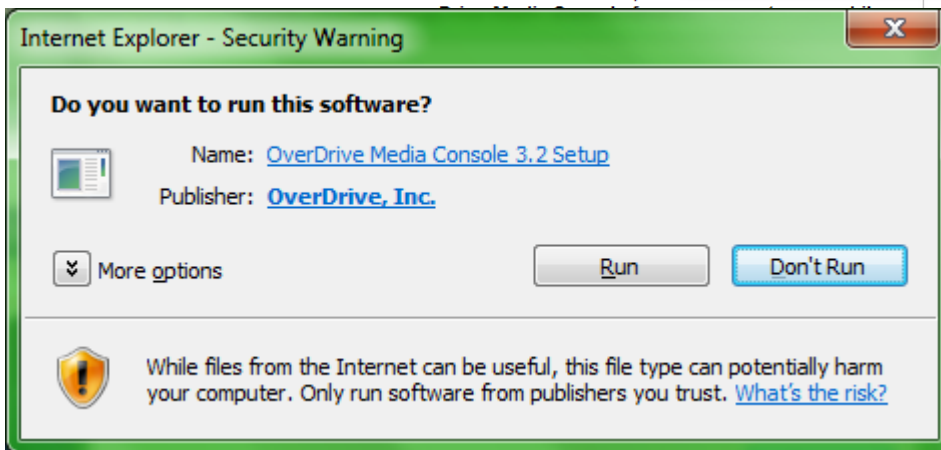 Internet Explorer - Security Warning
Do you want to run this software?
Name: OverDrive Media Console 3.2 Setup
Publisher: OverDrive, Inc.
More options
Run
Don't Run
While files from the Internet can be useful, this file type can potentially harm
your computer. Only run software from publishers you trust. What's the risk?